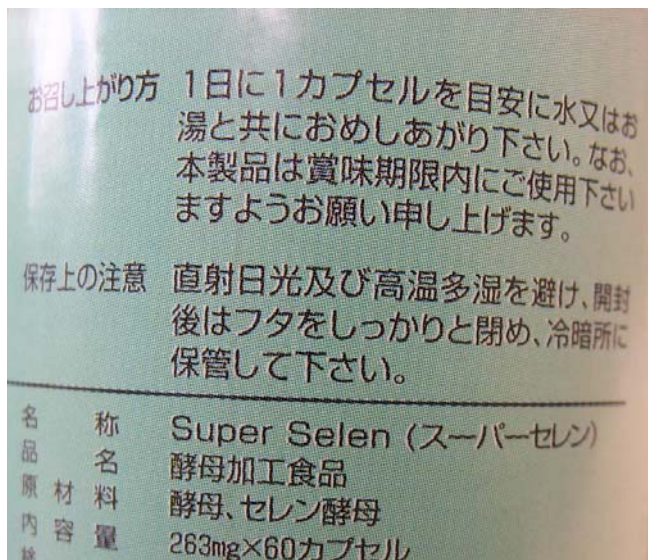 お召し上がり方 1日に1カプセルを目安に水又はお
湯と共におめしあがり下さい。なお、
本製品は賞味期限内にご使用下さい
ますようお願い申し上げます。
保存上の注意 直射日光及び高温多湿を避け、開封
後はフタをしっかりと閉め、冷暗所に
保管して下さい。
名称 Super Selen (スーパーセレン)
品名 酵母加工食品
原材料 酵母、セレン酵母
内容量 263mg×60カプセル